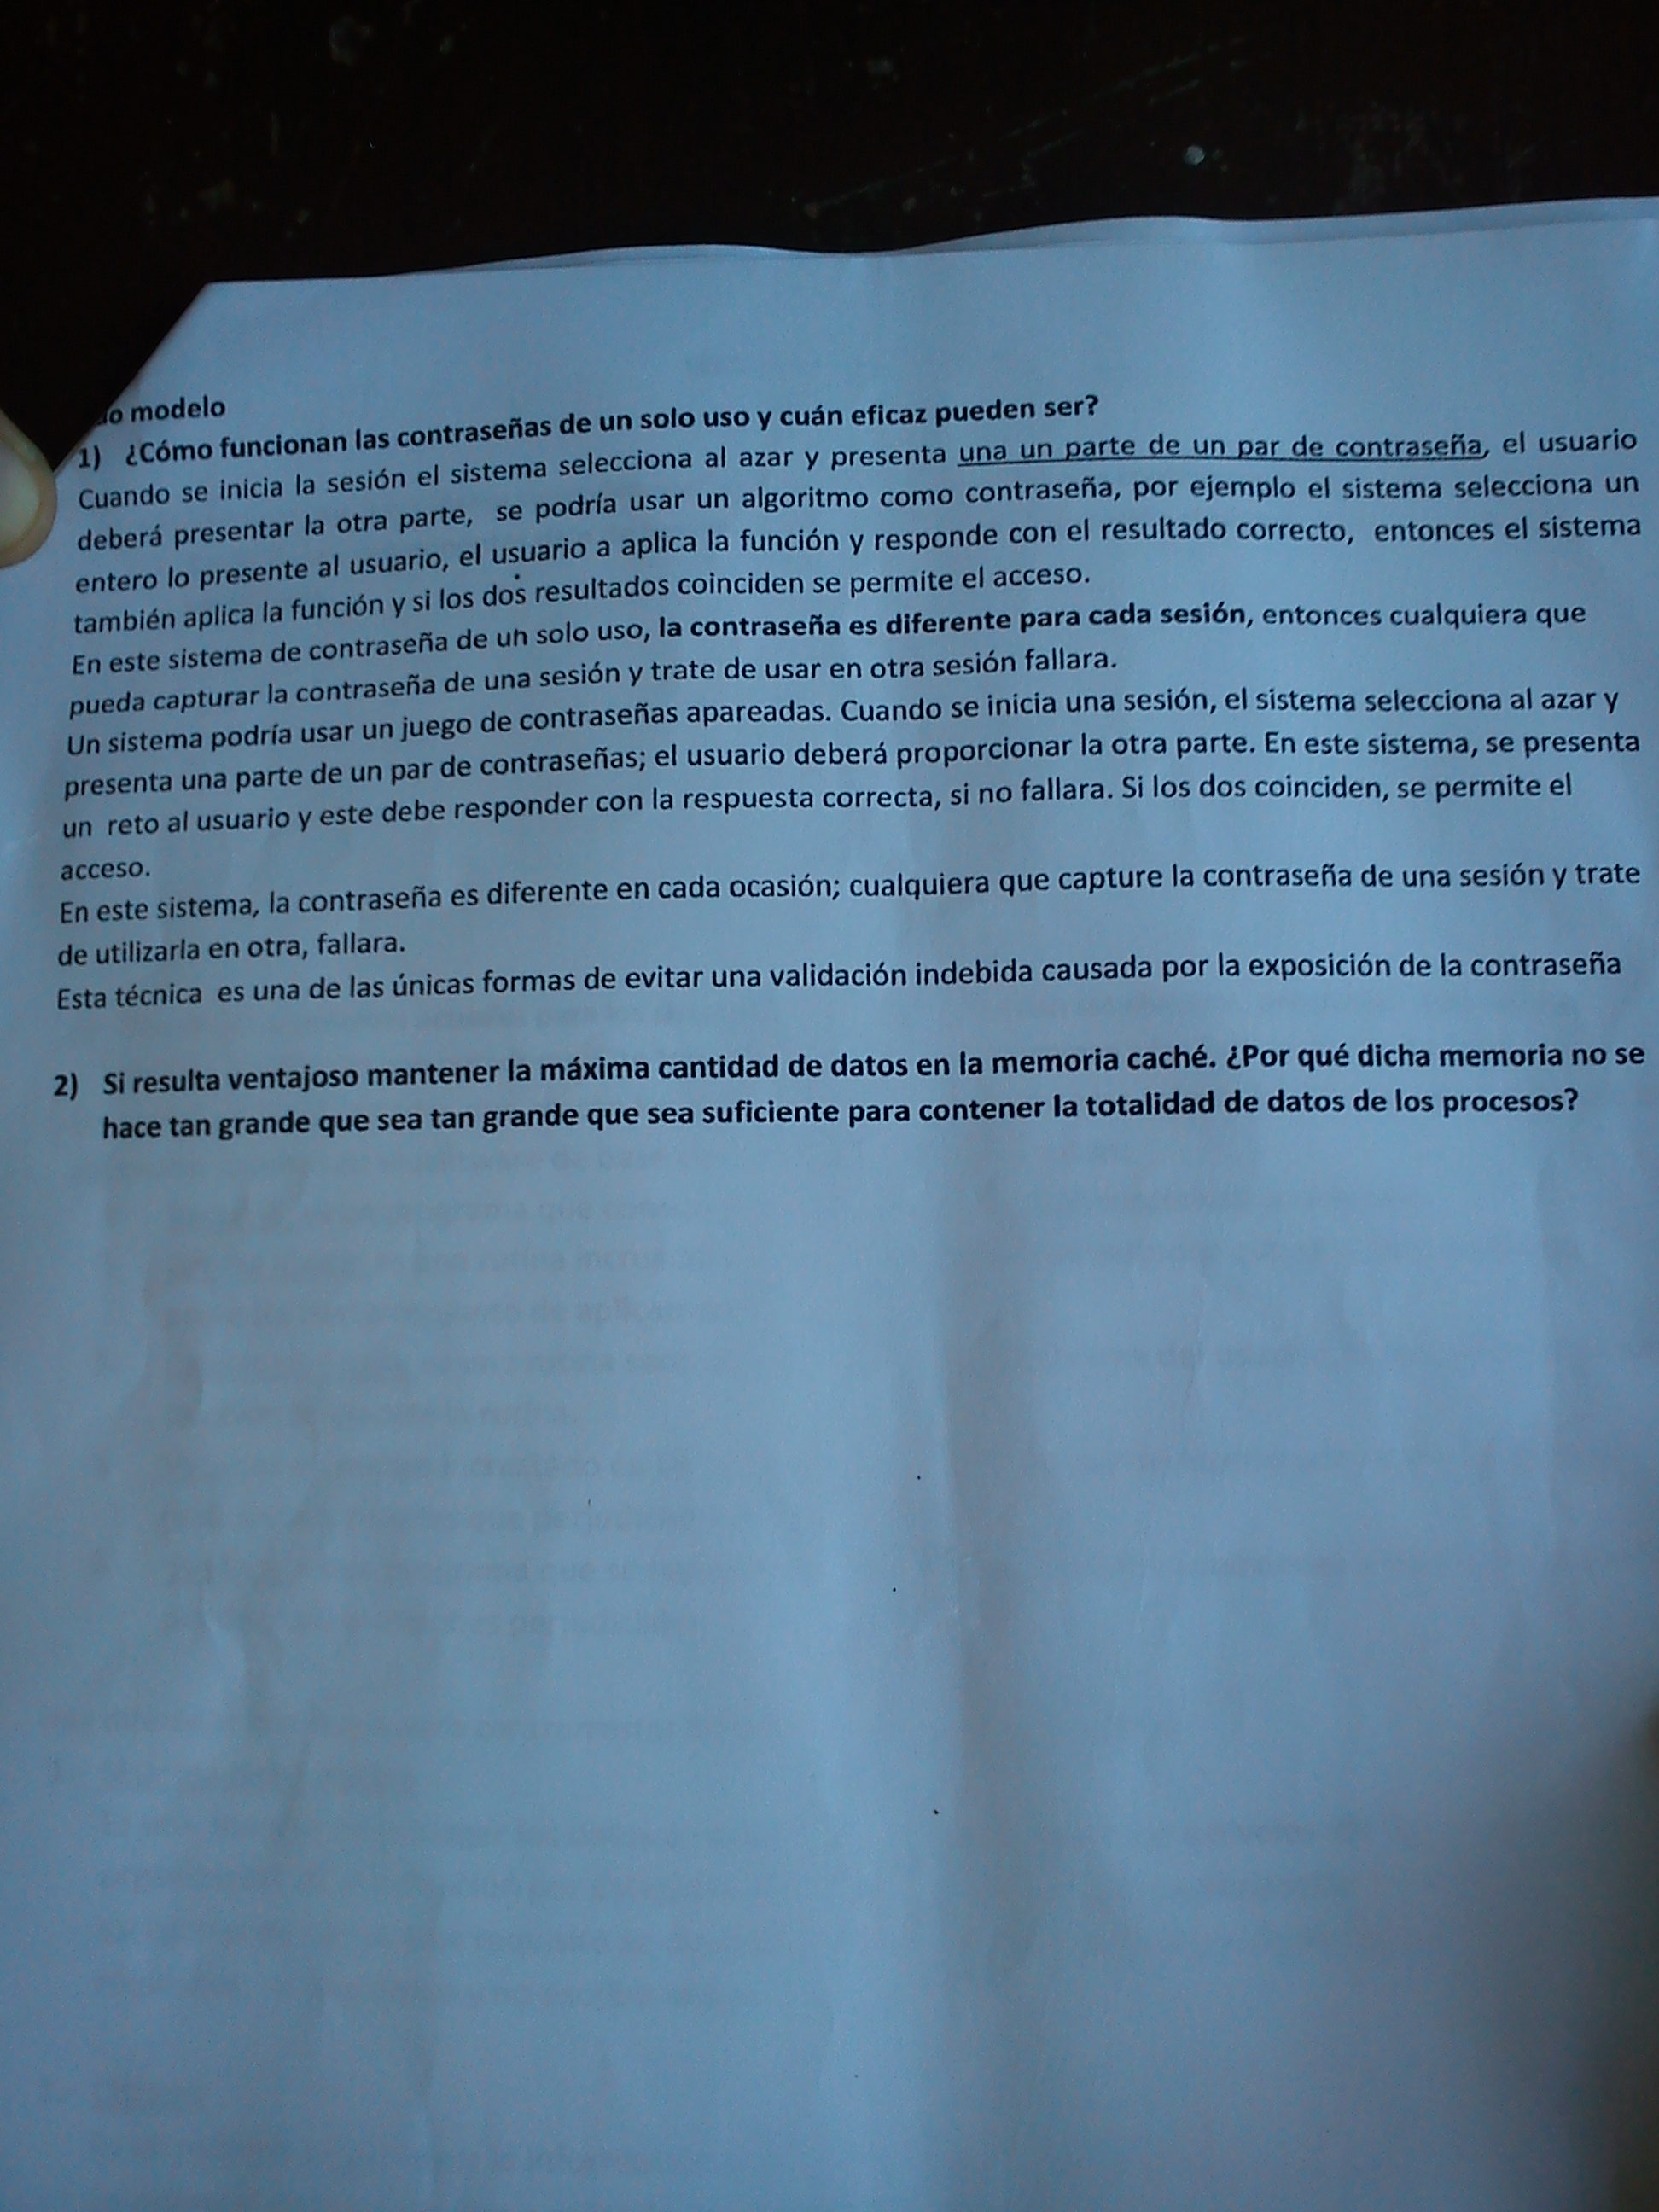 modelo
1) ¿Cómo funcionan las contraseñas de un solo uso y cuán eficaz pueden ser?
Cuando se inicia la sesión el sistema selecciona al azar y presenta una un parte de un par de contraseña, el usuario
deberá presentar la otra parte, se podría usar un algoritmo como contraseña, por ejemplo el sistema selecciona un
entero lo presente al usuario, el usuario a aplica la función y responde con el resultado correcto, entonces el sistema
también aplica la función y si los dos resultados coinciden se permite el acceso.
En este sistema de contraseña de un solo uso, la contraseña es diferente para cada sesión, entonces cualquiera que
pueda capturar la contraseña de una sesión y trate de usar en otra sesión fallara.
Un sistema podría usar un juego de contraseñas apareadas. Cuando se inicia una sesión, el sistema selecciona al azar y
presenta una parte de un par de contraseñas; el usuario deberá proporcionar la otra parte. En este sistema, se presenta
un reto al usuario y este debe responder con la respuesta correcta, si no fallara. Si los dos coinciden, se permite el
acceso.
En este sistema, la contraseña es diferente en cada ocasión; cualquiera que capture la contraseña de una sesión y trate
de utilizarla en otra, fallara.
Esta técnica es una de las únicas formas de evitar una validación indebida causada por la exposición de la contraseña
2) Si resulta ventajoso mantener la máxima cantidad de datos en la memoria caché. ¿Por qué dicha memoria no se
hace tan grande que sea tan grande que sea suficiente para contener la totalidad de datos de los procesos?